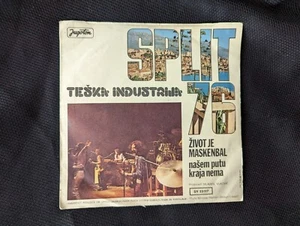 Jugoton
SPLIT
TEŠKA INDUSTRIJA
76
ŽIVOT JE
MASKENBAL
našem putu
kraja nema